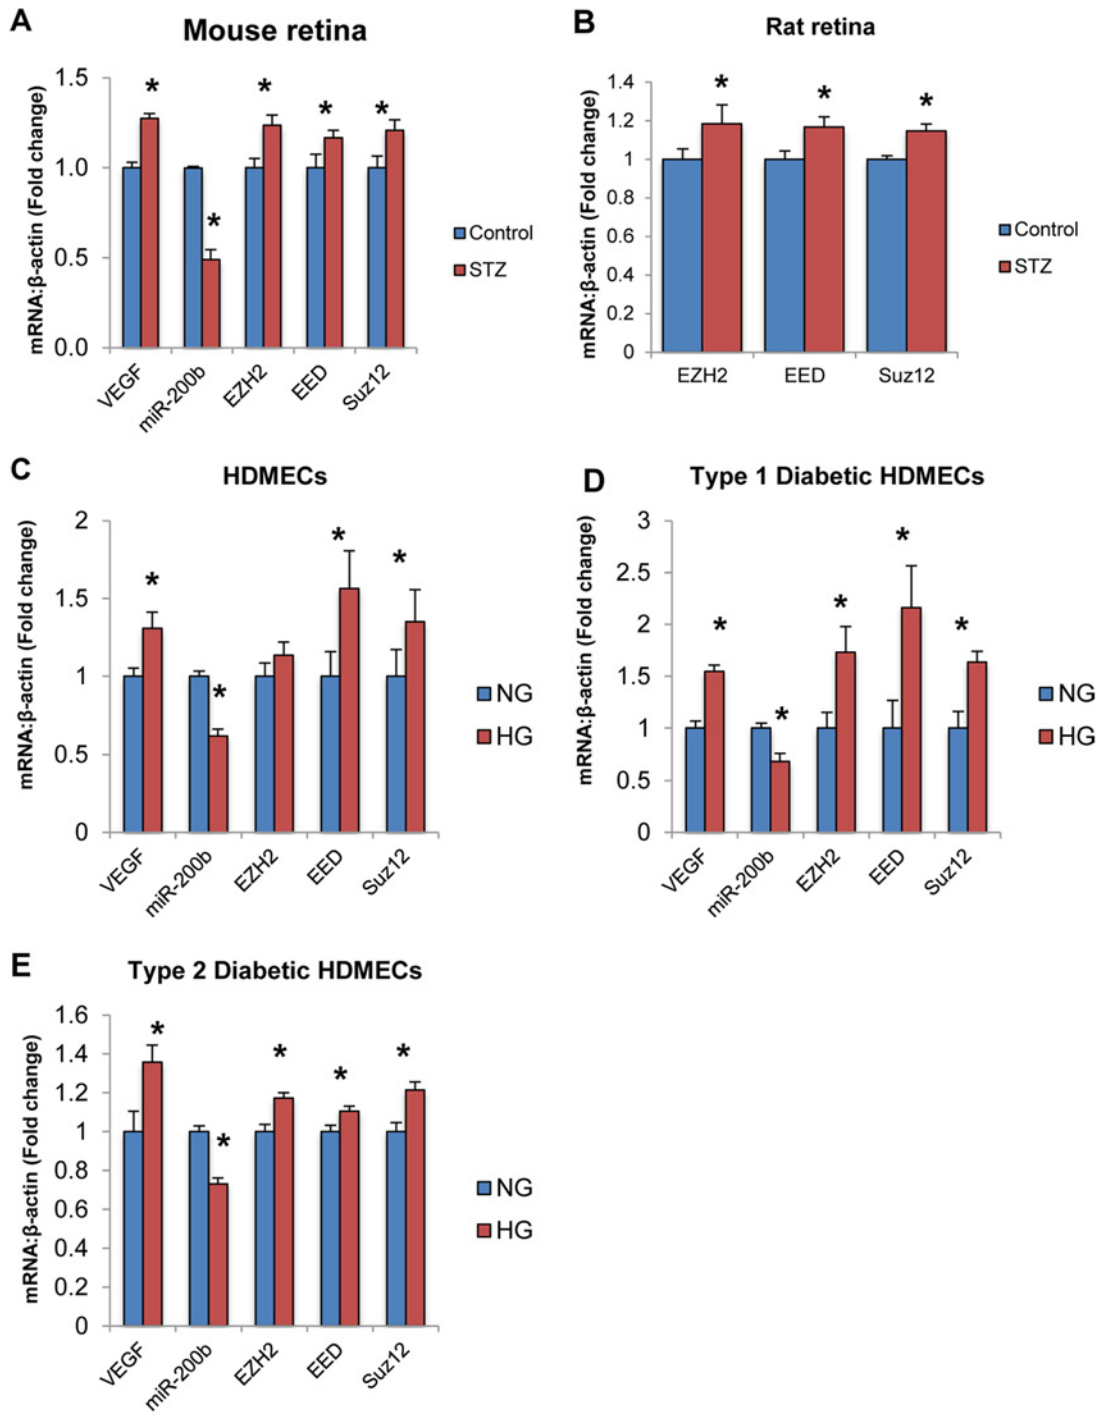 A
Mouse retina
mRNA:β-actin (Fold change)
1.5
1.0
0.5
0.0
*
*
*
*
*
VEGF
miR-200b
EZH2
EED
Suz12
Control
STZ
B
Rat retina
mRNA:β-actin (Fold change)
1.4
1.2
1
0.8
0.6
0.4
0.2
0
*
*
*
EZH2
EED
Suz12
Control
STZ
C
HDMECs
mRNA:β-actin (Fold change)
2
1.5
1
0.5
0
*
*
*
*
VEGF
miR-200b
EZH2
EED
Suz12
NG
HG
D
Type 1 Diabetic HDMECs
mRNA:β-actin (Fold change)
3
2.5
2
1.5
1
0.5
0
*
*
*
*
*
VEGF
miR-200b
EZH2
EED
Suz12
NG
HG
E
Type 2 Diabetic HDMECs
mRNA:β-actin (Fold change)
1.6
1.4
1.2
1
0.8
0.6
0.4
0.2
0
*
*
*
*
*
VEGF
miR-200b
EZH2
EED
Suz12
NG
HG